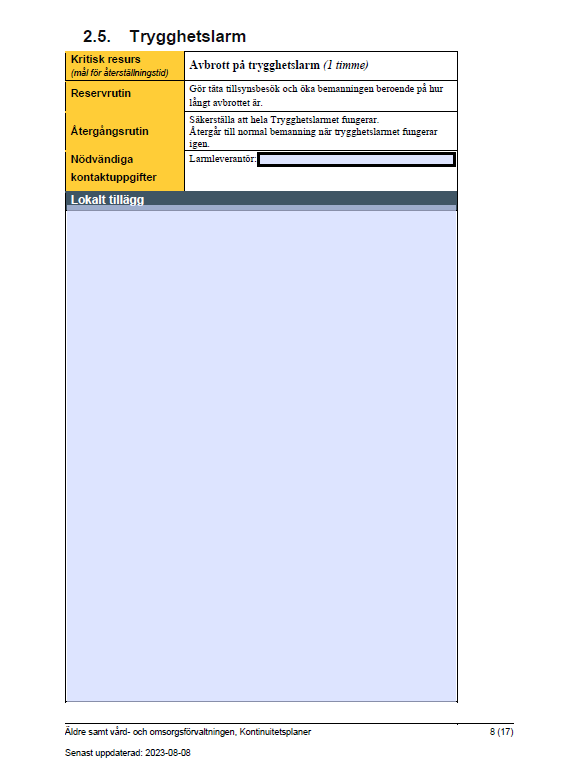 2.5. Trygghetslarm
Kritisk resurs
(mål för återställningstid)
Avbrott på trygghetslarm (1 timme)
Reservrutin
Gör täta tillsynsbesök och öka bemanningen beroende på hur
långt avbrottet är.
Återgångsrutin
Säkerställa att hela Trygghetslarmet fungerar.
Återgår till normal bemanning när trygghetslarmet fungerar
igen.
Nödvändiga
kontaktuppgifter
Larmleverantör:
Lokalt tillägg
Äldre samt vård- och omsorgsförvaltningen, Kontinuitetsplaner 8 (17)
Senast uppdaterad: 2023-08-08